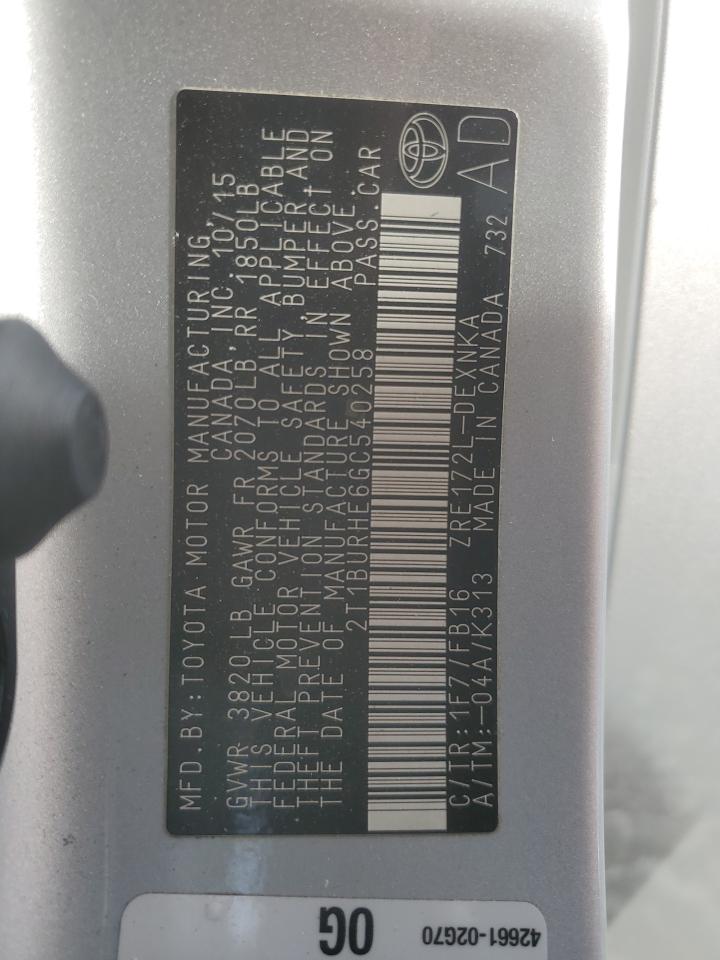 MFD.BY:TOYOTA MOTOR MANUFACTURING
CANADA, INC. 10/15
GVWR 3820 LB GAWR FR 2070LB RR 1850LB
THIS VEHICLE CONFORMS TO ALL APPLICABLE
FEDERAL MOTOR VEHICLE SAFETY, BUMPER AND
THEFT PREVENTION STANDARDS IN EFFECT ON
THE DATE OF MANUFACTURE SHOWN ABOVE.
2T1BURHE6GC540258 PASS.CAR
C/TR:1F7/FB16 ZRE172L-DEXNKA
A/TM:-04A/K313 MADE IN CANADA 732
AD
42661-02G70
0G